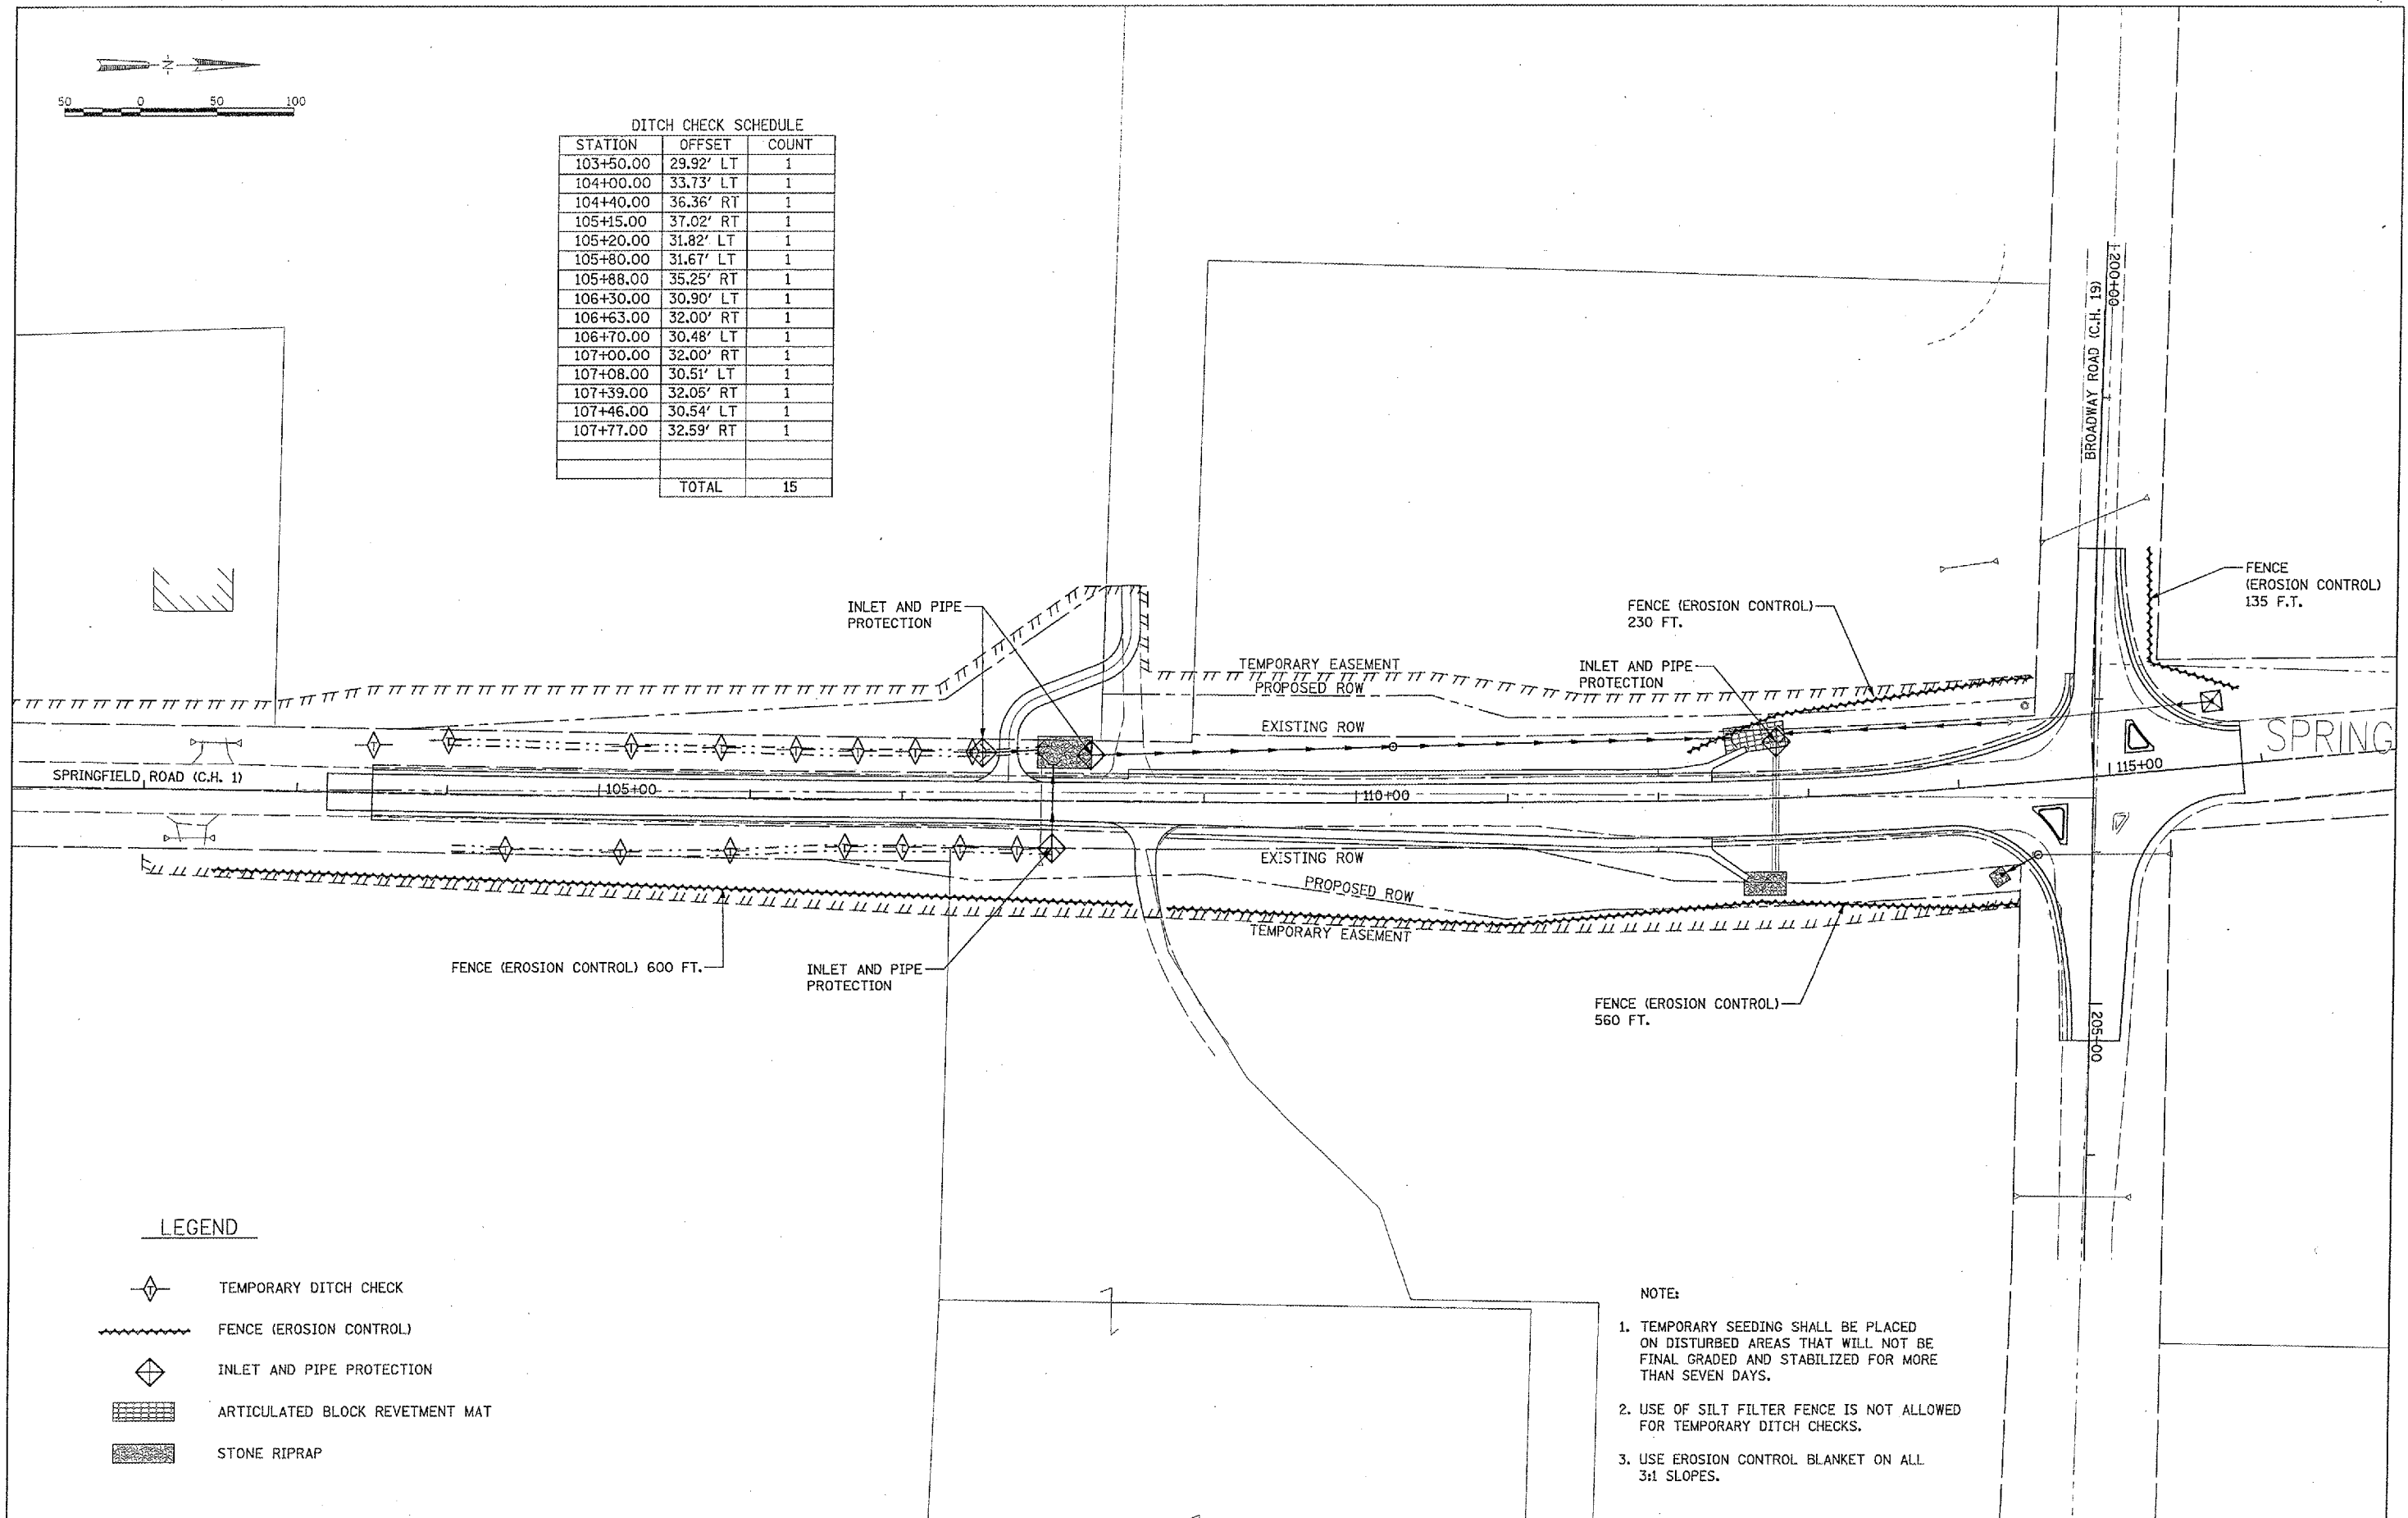 N
50 0 50 100
DITCH CHECK SCHEDULE
STATION OFFSET COUNT
103+50.00 29.92' LT 1
104+00.00 33.73' LT 1
104+40.00 36.36' RT 1
105+15.00 37.02' RT 1
105+20.00 31.82' LT 1
105+80.00 31.67' LT 1
105+88.00 35.25' RT 1
106+30.00 30.90' LT 1
106+63.00 32.00' RT 1
106+70.00 30.48' LT 1
107+00.00 32.00' RT 1
107+08.00 30.51' LT 1
107+39.00 32.05' RT 1
107+46.00 30.54' LT 1
107+77.00 32.59' RT 1
TOTAL 15
200+00
BROADWAY ROAD (C.H. 19)
FENCE
(EROSION CONTROL)
135 F.T.
INLET AND PIPE
PROTECTION
FENCE (EROSION CONTROL)
230 FT.
INLET AND PIPE
PROTECTION
TEMPORARY EASEMENT
PROPOSED ROW
EXISTING ROW
T T T T T T T T
SPRING
SPRINGFIELD ROAD (C.H. 1)
105+00
110+00
115+00
T T T T T T T
EXISTING ROW
PROPOSED ROW
TEMPORARY EASEMENT
FENCE (EROSION CONTROL) 600 FT.
INLET AND PIPE
PROTECTION
FENCE (EROSION CONTROL)
560 FT.
205+00
LEGEND
T TEMPORARY DITCH CHECK
FENCE (EROSION CONTROL)
INLET AND PIPE PROTECTION
ARTICULATED BLOCK REVETMENT MAT
STONE RIPRAP
NOTE:
1. TEMPORARY SEEDING SHALL BE PLACED
ON DISTURBED AREAS THAT WILL NOT BE
FINAL GRADED AND STABILIZED FOR MORE
THAN SEVEN DAYS.
2. USE OF SILT FILTER FENCE IS NOT ALLOWED
FOR TEMPORARY DITCH CHECKS.
3. USE EROSION CONTROL BLANKET ON ALL
3:1 SLOPES.